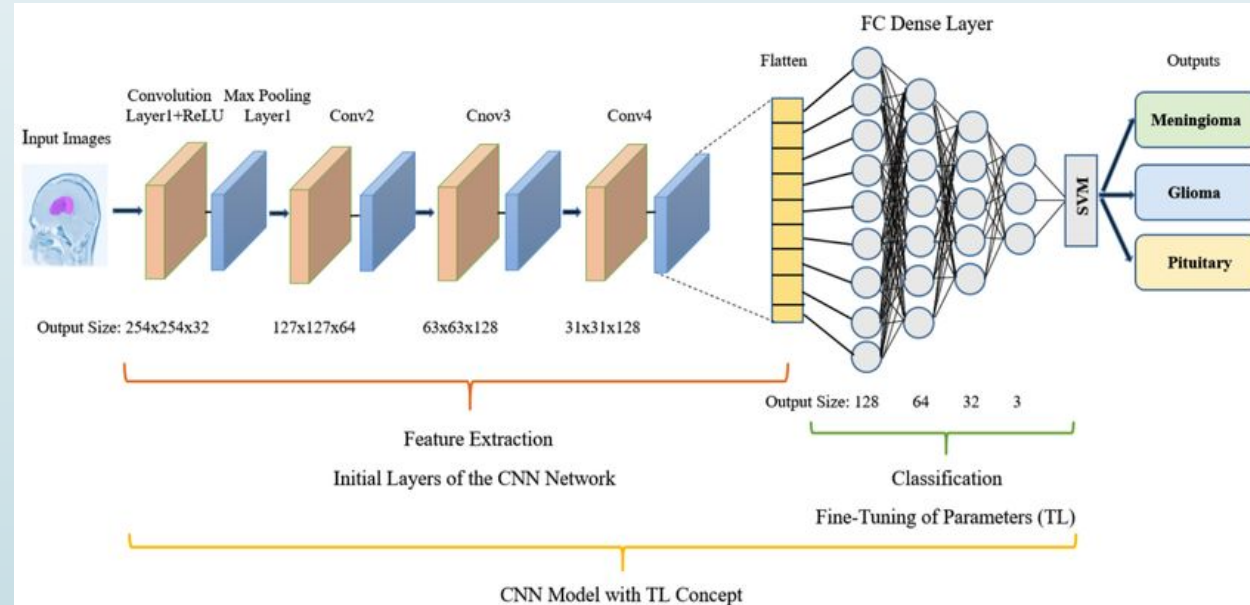 FC Dense Layer
Flatten
Outputs
Convolution
Layer1+ReLU
Max Pooling
Layer1
Conv2
Cnov3
Conv4
Input Images
Meningioma
Glioma
Pituitary
SVM
Output Size: 254x254x32
127x127x64
63x63x128
31x31x128
Output Size: 128
64
32
3
Feature Extraction
Initial Layers of the CNN Network
Classification
Fine-Tuning of Parameters (TL)
CNN Model with TL Concept